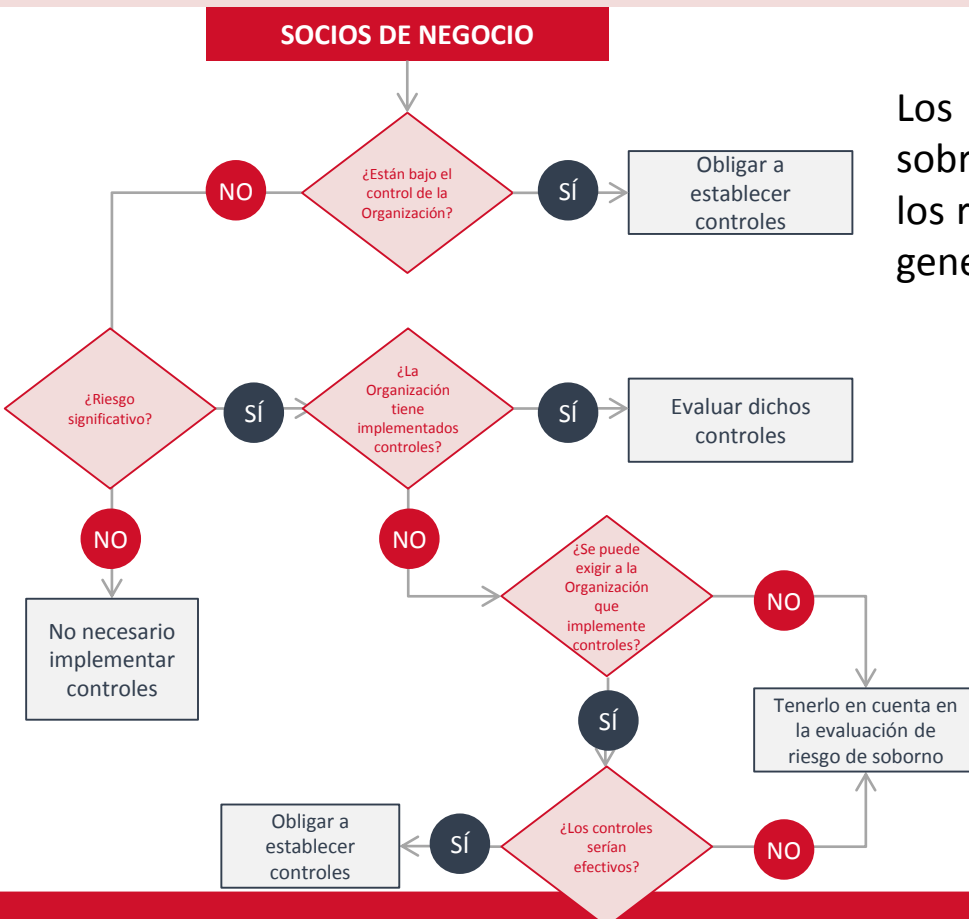 SOCIOS DE NEGOCIO
¿Están bajo el
control de la
Organización?
NO
SÍ
Obligar a
establecer
controles
Los
¿Riesgo
significativo?
SÍ
¿La
Organización
tiene
implementados
controles?
SÍ
Evaluar dichos
controles
NO
No necesario
implementar
controles
NO
¿Se puede
exigir a la
Organización
que
implemente
controles?
NO
Tenerlo en cuenta en
la evaluación de
riesgo de soborno
SÍ
¿Los controles
serían
efectivos?
SÍ
Obligar a
establecer
controles
NO